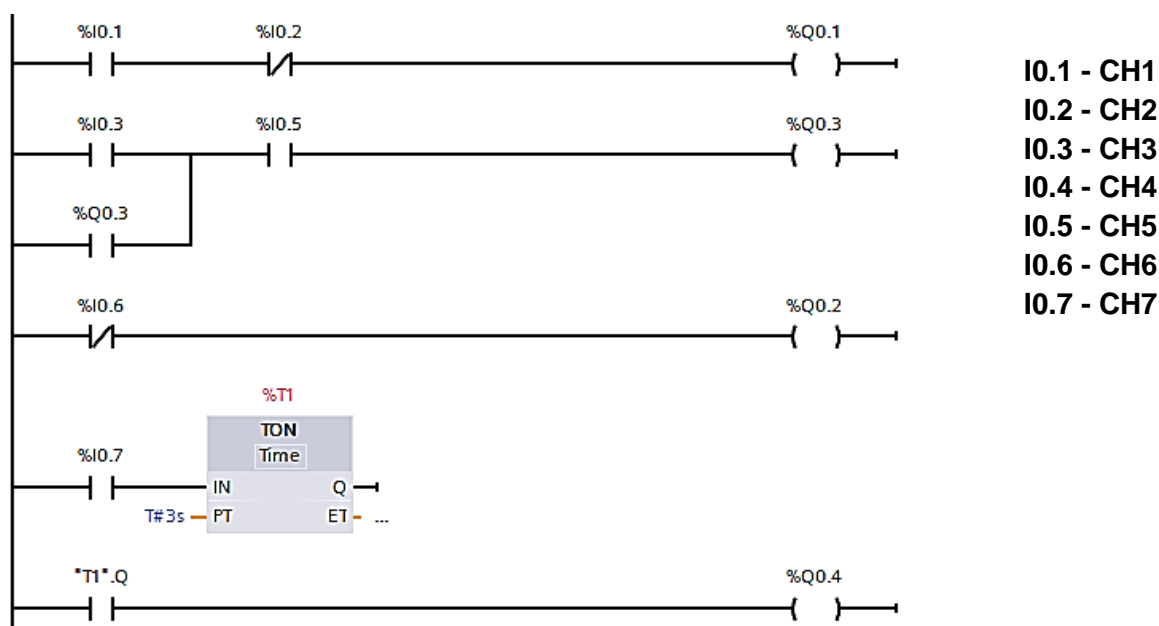 %I0.1 %I0.2 %Q0.1
%I0.3 %I0.5 %Q0.3
%Q0.3
%I0.6 %Q0.2
%T1
TON
Time
%I0.7
IN Q
T#3s PT ET ...
"T1".Q %Q0.4
I0.1 - CH1
I0.2 - CH2
I0.3 - CH3
I0.4 - CH4
I0.5 - CH5
I0.6 - CH6
I0.7 - CH7